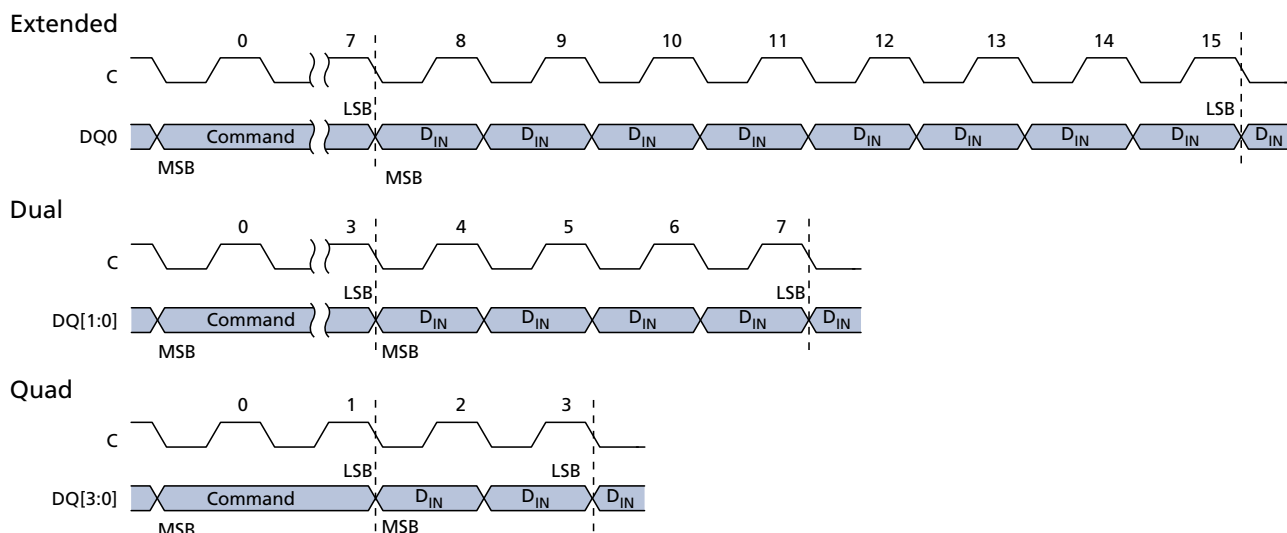 Extended
0 7 8 9 10 11 12 13 14 15
C
LSB LSB
DQ0 Command DIN DIN DIN DIN DIN DIN DIN DIN DIN
MSB MSB
Dual
0 3 4 5 6 7
C
LSB LSB
DQ[1:0] Command DIN DIN DIN DIN DIN
MSB MSB
Quad
0 1 2 3
C
LSB LSB
DQ[3:0] Command DIN DIN DIN
MSB MSB